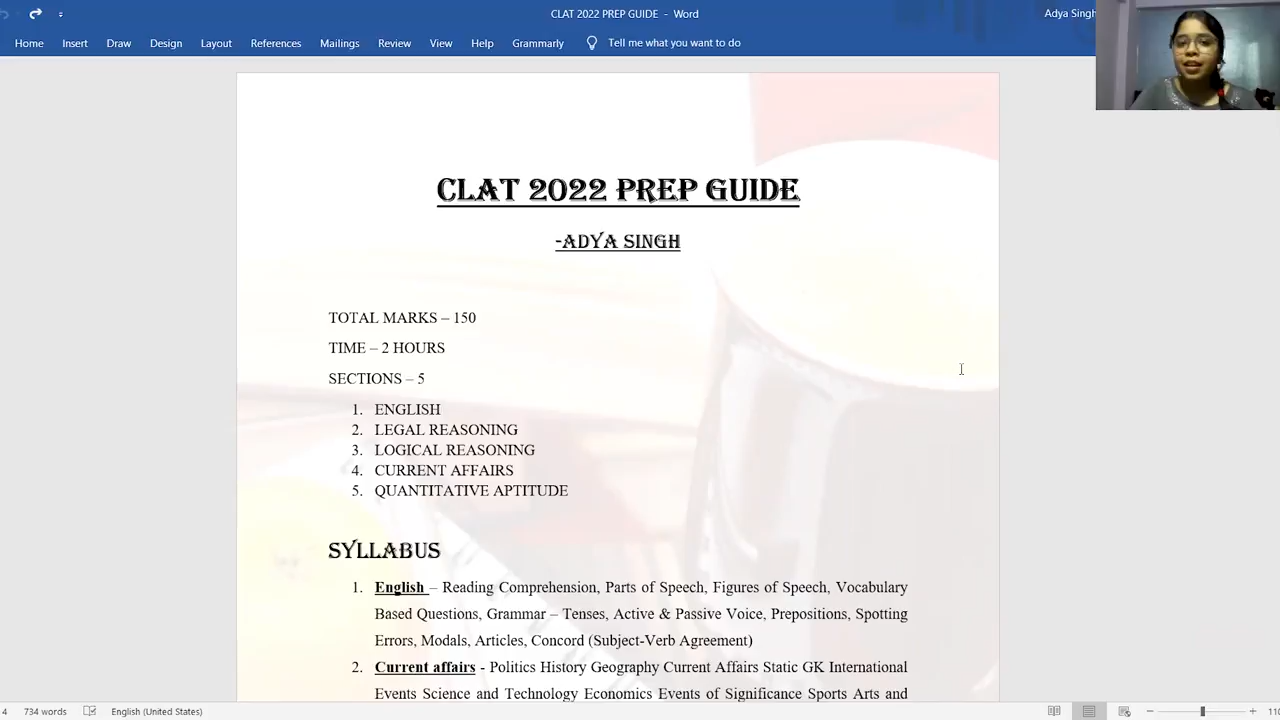 CLAT 2022 PREP GUIDE - Word
Adya Singh
Home Insert Draw Design Layout References Mailings Review View Help Grammarly Tell me what you want to do
CLAT 2022 PREP GUIDE
-ADYA SINGH
TOTAL MARKS – 150
TIME – 2 HOURS
SECTIONS – 5
1. ENGLISH
2. LEGAL REASONING
3. LOGICAL REASONING
4. CURRENT AFFAIRS
5. QUANTITATIVE APTITUDE
SYLLABUS
1. English – Reading Comprehension, Parts of Speech, Figures of Speech, Vocabulary
Based Questions, Grammar – Tenses, Active & Passive Voice, Prepositions, Spotting
Errors, Modals, Articles, Concord (Subject-Verb Agreement)
2. Current affairs - Politics History Geography Current Affairs Static GK International
Events Science and Technology Economics Events of Significance Sports Arts and
4 734 words English (United States) 110